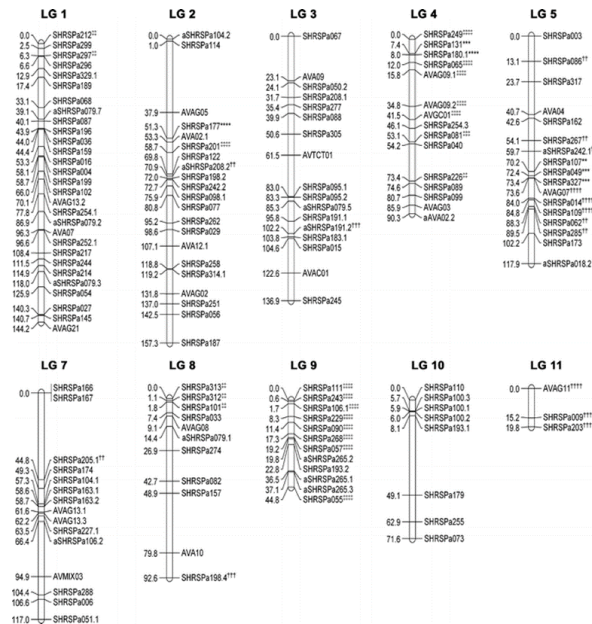 LG 1
0.0 SHRSPa212‡‡
2.5 SHRSPa299
6.3 SHRSPa297‡‡
6.6 SHRSPa296
12.9 SHRSPa329.1
17.4 SHRSPa189
33.1 SHRSPa068
39.1 aSHRSPa079.7
40.1 SHRSPa087
43.9 SHRSPa196
44.0 SHRSPa036
44.4 SHRSPa159
53.3 SHRSPa016
58.1 SHRSPa004
58.7 SHRSPa199
66.0 SHRSPa102
70.1 AVAG13.2
77.8 SHRSPa254.1
86.9 aSHRSPa079.2
96.3 AVA07
96.6 SHRSPa252.1
108.4 SHRSPa217
111.5 SHRSPa244
114.9 SHRSPa214
118.0 aSHRSPa079.3
125.9 SHRSPa054
140.3 SHRSPa027
140.7 SHRSPa145
144.2 AVAG21
LG 2
0.0 aSHRSPa104.2
1.0 SHRSPa114
37.9 AVAG05
51.3 SHRSPa177****
53.3 AVA02.1
58.7 SHRSPa201‡‡‡‡
69.8 SHRSPa122
70.9 aSHRSPa208.2††
72.0 SHRSPa198.2
72.7 SHRSPa242.2
75.9 SHRSPa098.1
80.8 SHRSPa077
95.2 SHRSPa262
98.6 SHRSPa029
107.1 AVA12.1
118.8 SHRSPa258
119.2 SHRSPa314.1
131.8 AVAG02
137.0 SHRSPa251
142.5 SHRSPa056
157.3 SHRSPa187
LG 3
0.0 SHRSPa067
23.1 AVA09
24.1 SHRSPa050.2
31.7 SHRSPa208.1
35.4 SHRSPa277
39.9 SHRSPa088
50.6 SHRSPa305
61.5 AVTCT01
83.0 SHRSPa095.1
83.3 SHRSPa095.2
85.3 aSHRSPa079.5
95.8 SHRSPa191.1
102.2 aSHRSPa191.2†††
103.8 SHRSPa183.1
104.6 SHRSPa015
122.6 AVAC01
136.9 SHRSPa245
LG 4
0.0 SHRSPa249‡‡‡‡
7.4 SHRSPa131***
8.0 SHRSPa180.1****
12.0 SHRSPa065‡‡‡‡
15.8 AVAG09.1‡‡‡‡
34.8 AVAG09.2‡‡‡‡
41.5 AVGC01‡‡‡‡
46.1 SHRSPa254.3
53.1 SHRSPa081‡‡‡
54.2 SHRSPa040
73.4 SHRSPa226‡‡
74.6 SHRSPa089
80.7 SHRSPa099
85.9 AVAG03
90.3 aAVA02.2
LG 5
0.0 SHRSPa003
13.1 SHRSPa086††
23.7 SHRSPa317
40.7 AVA04
42.6 SHRSPa162
54.1 SHRSPa267††
59.7 aSHRSPa242.1
70.2 SHRSPa107**
72.4 SHRSPa049***
73.4 SHRSPa327***
73.6 AVAG07††††
84.0 SHRSPa014††††
84.8 SHRSPa109††††
88.3 SHRSPa062††
89.5 SHRSPa285††
102.2 SHRSPa173
117.9 aSHRSPa018.2
LG 7
0.0 SHRSPa166
SHRSPa167
44.8 SHRSPa205.1††
49.3 SHRSPa174
57.3 SHRSPa104.1
58.6 SHRSPa163.1
58.7 SHRSPa163.2
61.6 AVAG13.1
62.2 AVAG13.3
63.5 SHRSPa227.1
66.4 aSHRSPa106.2
94.9 AVMIX03
104.4 SHRSPa288
106.6 SHRSPa006
117.0 SHRSPa051.1
LG 8
0.0 SHRSPa313‡‡
1.1 SHRSPa312‡‡
1.8 SHRSPa101‡‡
7.4 SHRSPa033
9.1 AVAG08
14.4 aSHRSPa079.1
26.9 SHRSPa274
42.7 SHRSPa082
48.9 SHRSPa157
79.8 AVA10
92.6 SHRSPa198.4†††
LG 9
0.0 SHRSPa111‡‡‡‡
0.6 SHRSPa243‡‡‡‡
1.7 SHRSPa106.1‡‡‡‡
8.3 SHRSPa229‡‡‡‡
11.4 SHRSPa090‡‡‡‡
17.3 SHRSPa268‡‡‡‡
19.2 SHRSPa057‡‡‡‡
19.8 aSHRSPa265.2
22.8 SHRSPa193.2
36.5 aSHRSPa265.1
37.1 aSHRSPa265.3
44.8 SHRSPa055‡‡‡‡
LG 10
0.0 SHRSPa110
5.7 SHRSPa100.3
5.9 SHRSPa100.1
6.0 SHRSPa100.2
8.1 SHRSPa193.1
49.1 SHRSPa179
62.9 SHRSPa255
71.6 SHRSPa073
LG 11
0.0 AVAG11††††
15.2 SHRSPa009†††
19.8 SHRSPa203†††